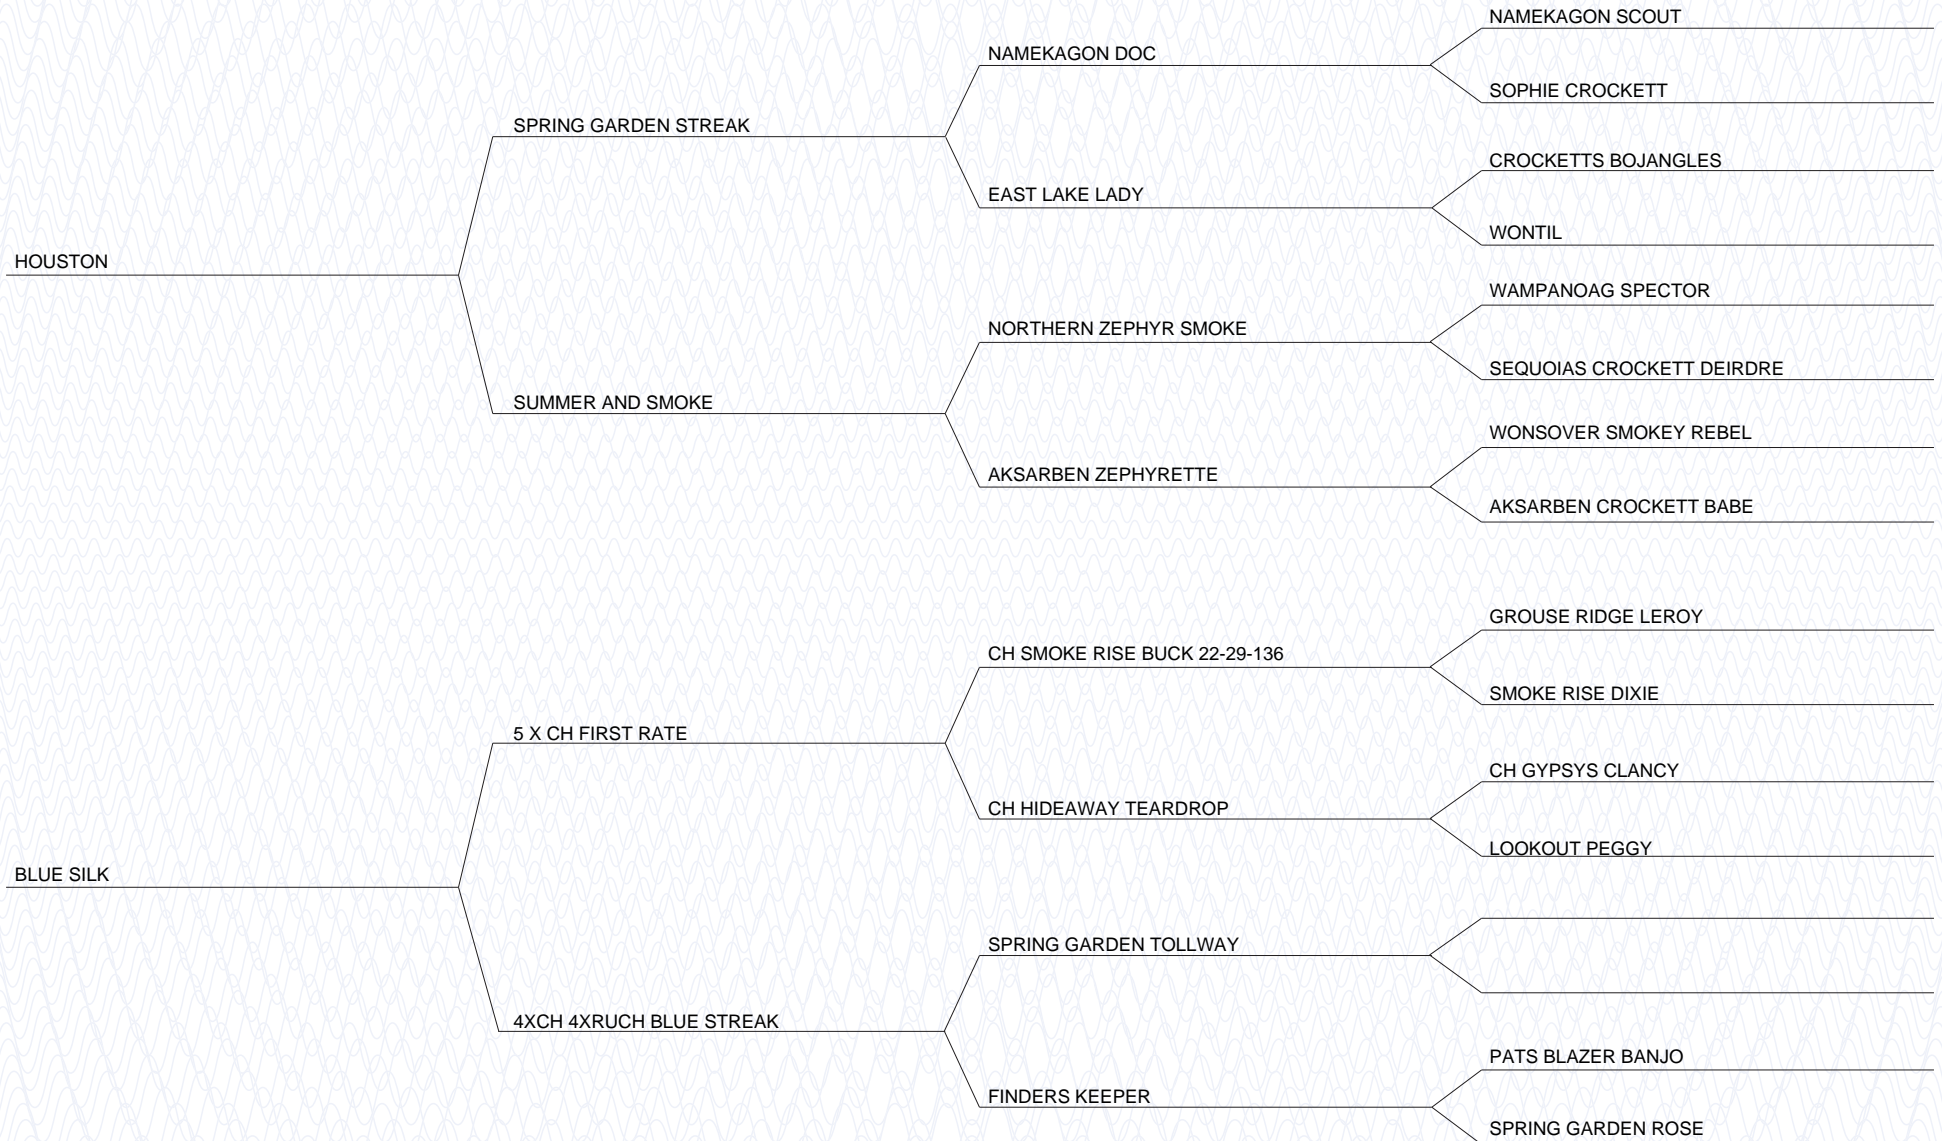 NAMEKAGON SCOUT
NAMEKAGON DOC
SOPHIE CROCKETT
SPRING GARDEN STREAK
CROCKETTS BOJANGLES
EAST LAKE LADY
WONTIL
HOUSTON
WAMPANOAG SPECTOR
NORTHERN ZEPHYR SMOKE
SEQUOIAS CROCKETT DEIRDRE
SUMMER AND SMOKE
WONSOVER SMOKEY REBEL
AKSARBEN ZEPHYRETTE
AKSARBEN CROCKETT BABE
GROUSE RIDGE LEROY
CH SMOKE RISE BUCK 22-29-136
SMOKE RISE DIXIE
5 X CH FIRST RATE
CH GYPSYS CLANCY
CH HIDEAWAY TEARDROP
LOOKOUT PEGGY
BLUE SILK
SPRING GARDEN TOLLWAY
4XCH 4XRUCH BLUE STREAK
PATS BLAZER BANJO
FINDERS KEEPER
SPRING GARDEN ROSE